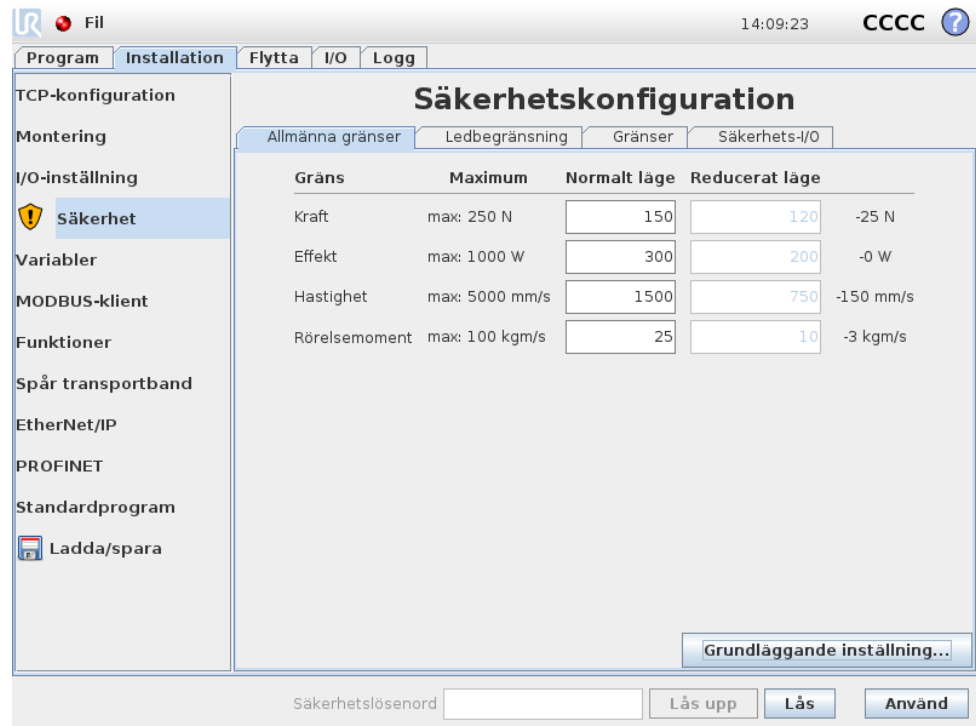 UR Fil 14:09:23 CCCC ?
Program Installation Flytta I/O Logg
TCP-konfiguration
Montering
I/O-inställning
Säkerhet
Variabler
MODBUS-klient
Funktioner
Spår transportband
EtherNet/IP
PROFINET
Standardprogram
Ladda/spara
Säkerhetskonfiguration
Allmänna gränser Ledbegränsning Gränser Säkerhets-I/O
Gräns Maximum Normalt läge Reducerat läge
Kraft max: 250 N 150 120 -25 N
Effekt max: 1000 W 300 200 -0 W
Hastighet max: 5000 mm/s 1500 750 -150 mm/s
Rörelsemoment max: 100 kgm/s 25 10 -3 kgm/s
Grundläggande inställning...
Säkerhetslösenord Lås upp Lås Använd